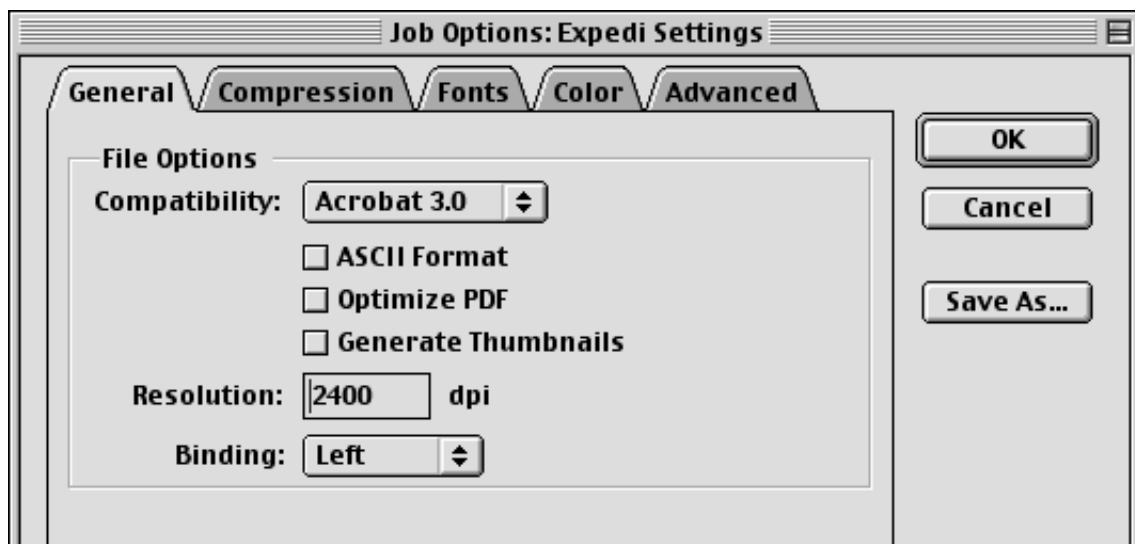 Job Options: Expedi Settings
General Compression Fonts Color Advanced
OK
File Options
Compatibility: Acrobat 3.0
Cancel
ASCII Format
Optimize PDF
Save As...
Generate Thumbnails
Resolution: 2400 dpi
Binding: Left